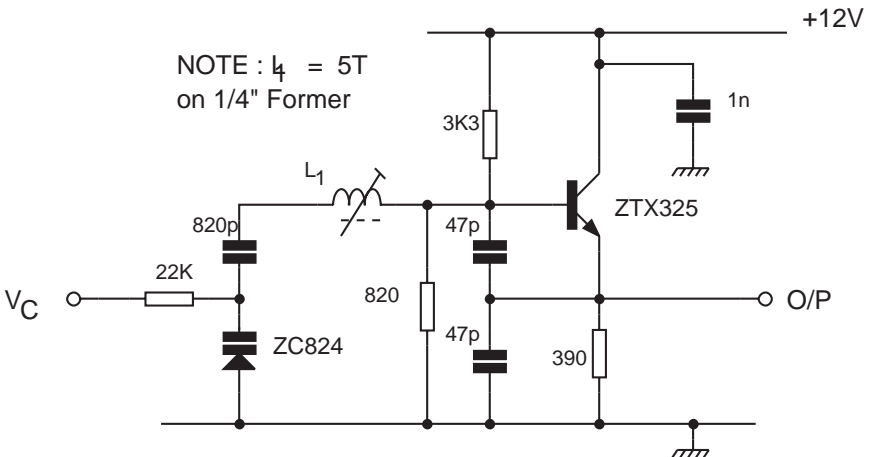 +12V
NOTE : L1 = 5T
on 1/4" Former
1n
3K3
L1
ZTX325
820p
47p
22K
VC
820
O/P
ZC824
47p
390